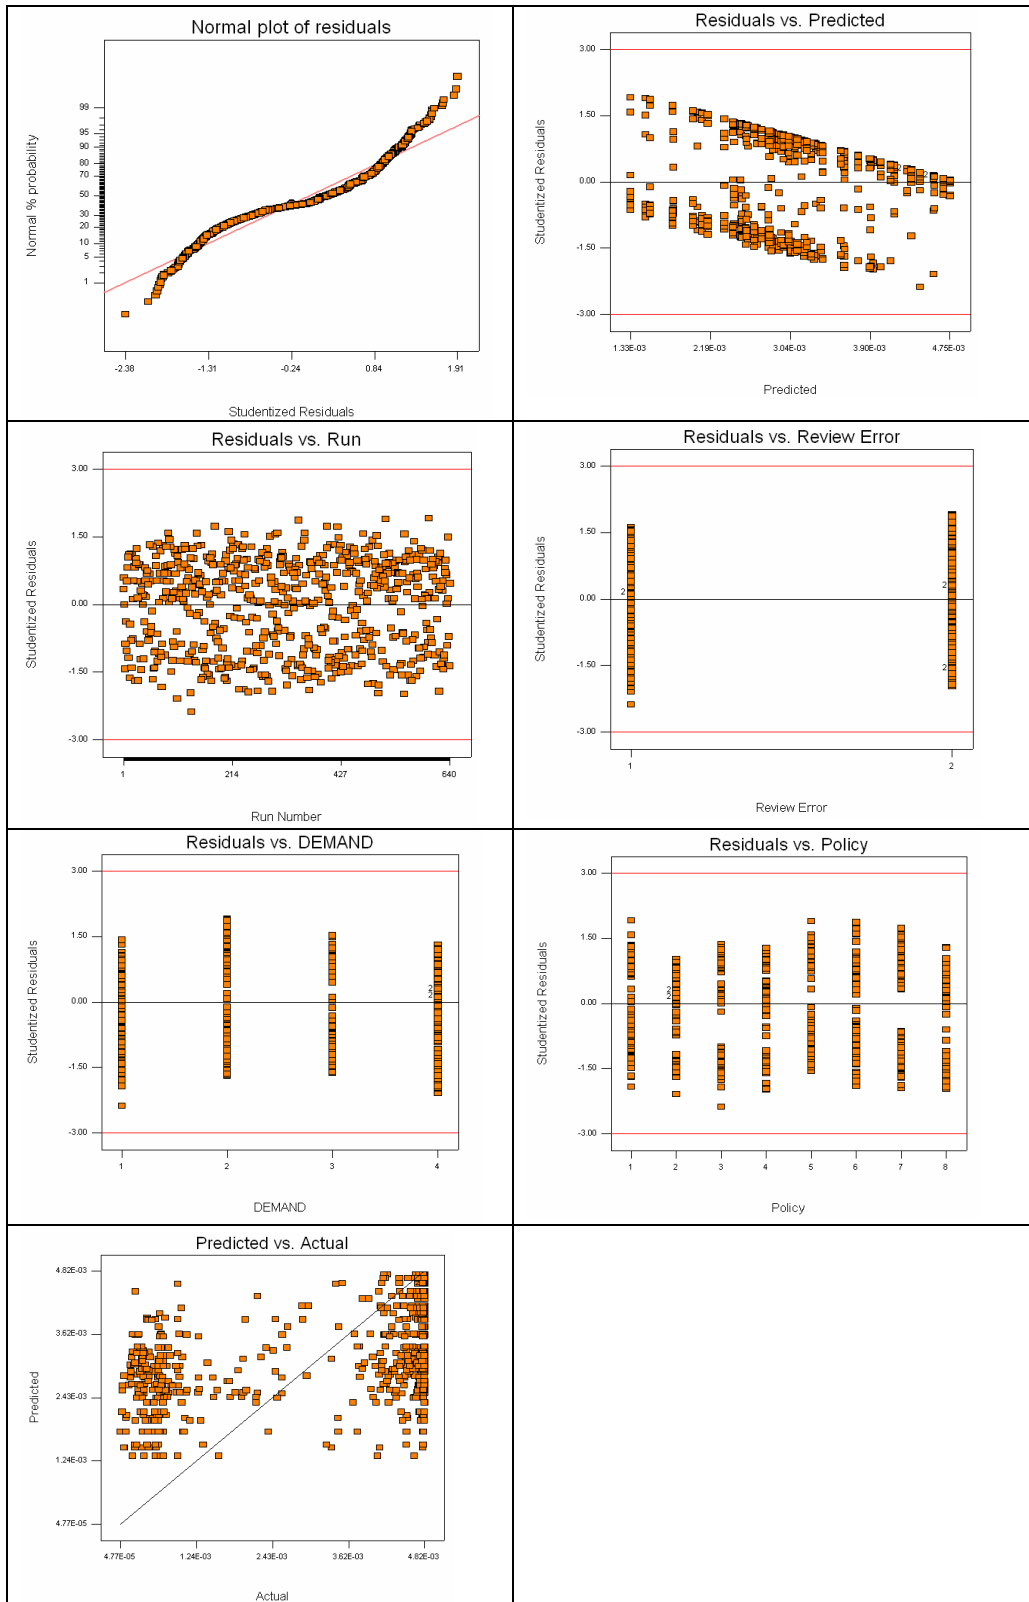 Normal plot of residuals
Normal % probability
99
95
90
80
70
50
30
20
10
5
1
-2.38
-1.31
-0.24
0.84
1.91
Studentized Residuals
Residuals vs. Predicted
Studentized Residuals
3.00
1.50
0.00
-1.50
-3.00
2
2
1.33E-03
2.19E-03
3.04E-03
3.90E-03
4.75E-03
Predicted
Residuals vs. Run
Studentized Residuals
3.00
1.50
0.00
-1.50
-3.00
1
214
427
640
Run Number
Residuals vs. Review Error
Studentized Residuals
3.00
1.50
0.00
-1.50
-3.00
2
2
2
1
2
Review Error
Residuals vs. DEMAND
Studentized Residuals
3.00
1.50
0.00
-1.50
-3.00
2
2
1
2
3
4
DEMAND
Residuals vs. Policy
Studentized Residuals
3.00
1.50
0.00
-1.50
-3.00
2
2
1
2
3
4
5
6
7
8
Policy
Predicted vs. Actual
Predicted
4.82E-03
3.62E-03
2.43E-03
1.24E-03
4.77E-05
4.77E-05
1.24E-03
2.43E-03
3.62E-03
4.82E-03
Actual